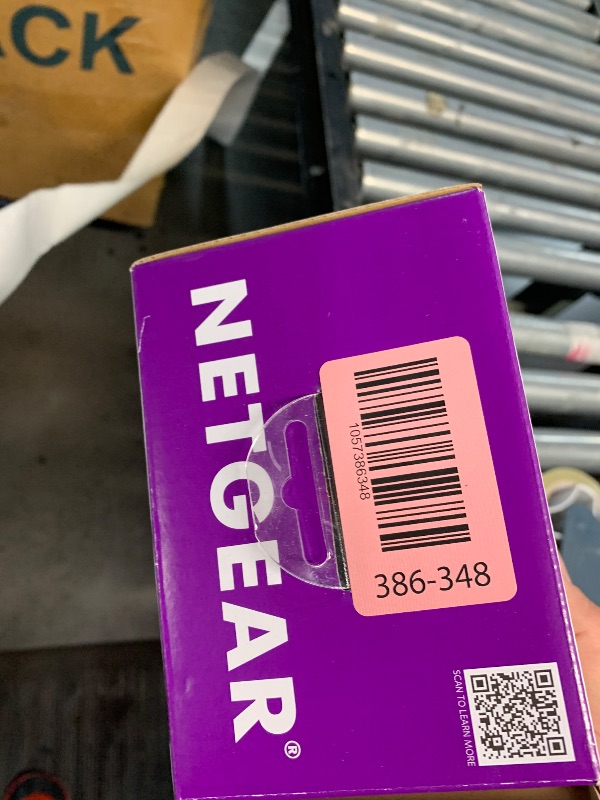 ACK
NETGEAR®
1057386348
386-348
SCAN TO LEARN MORE